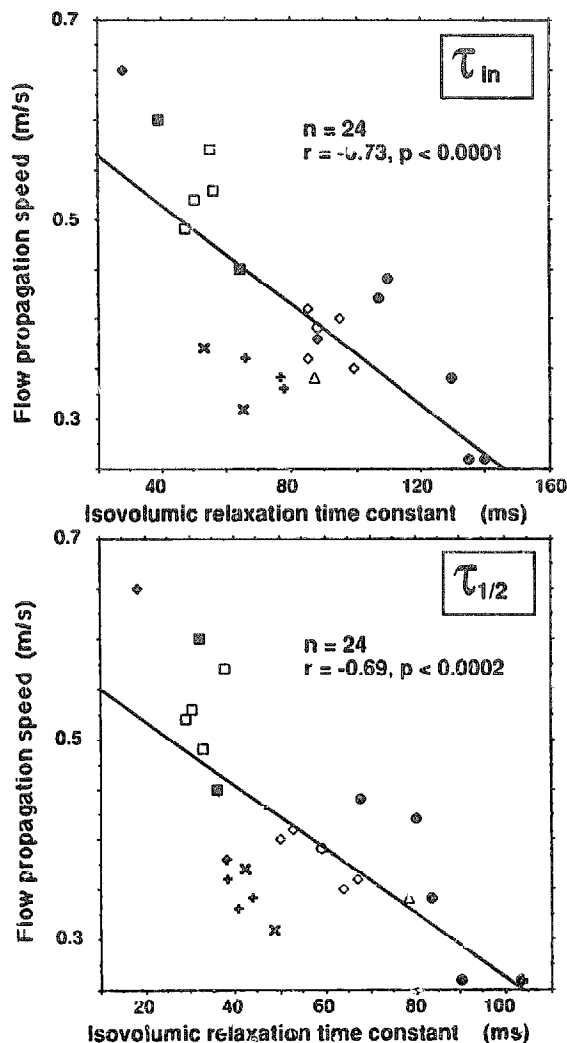 0.7
τ in
n = 24
r = -0.73, p < 0.0001
Flow propagation speed (m/s)
0.5
0.3
40 80 120 160
Isovolumic relaxation time constant (ms)
0.7
τ 1/2
n = 24
r = -0.69, p < 0.0002
Flow propagation speed (m/s)
0.5
0.3
20 40 60 80 100
Isovolumic relaxation time constant (ms)